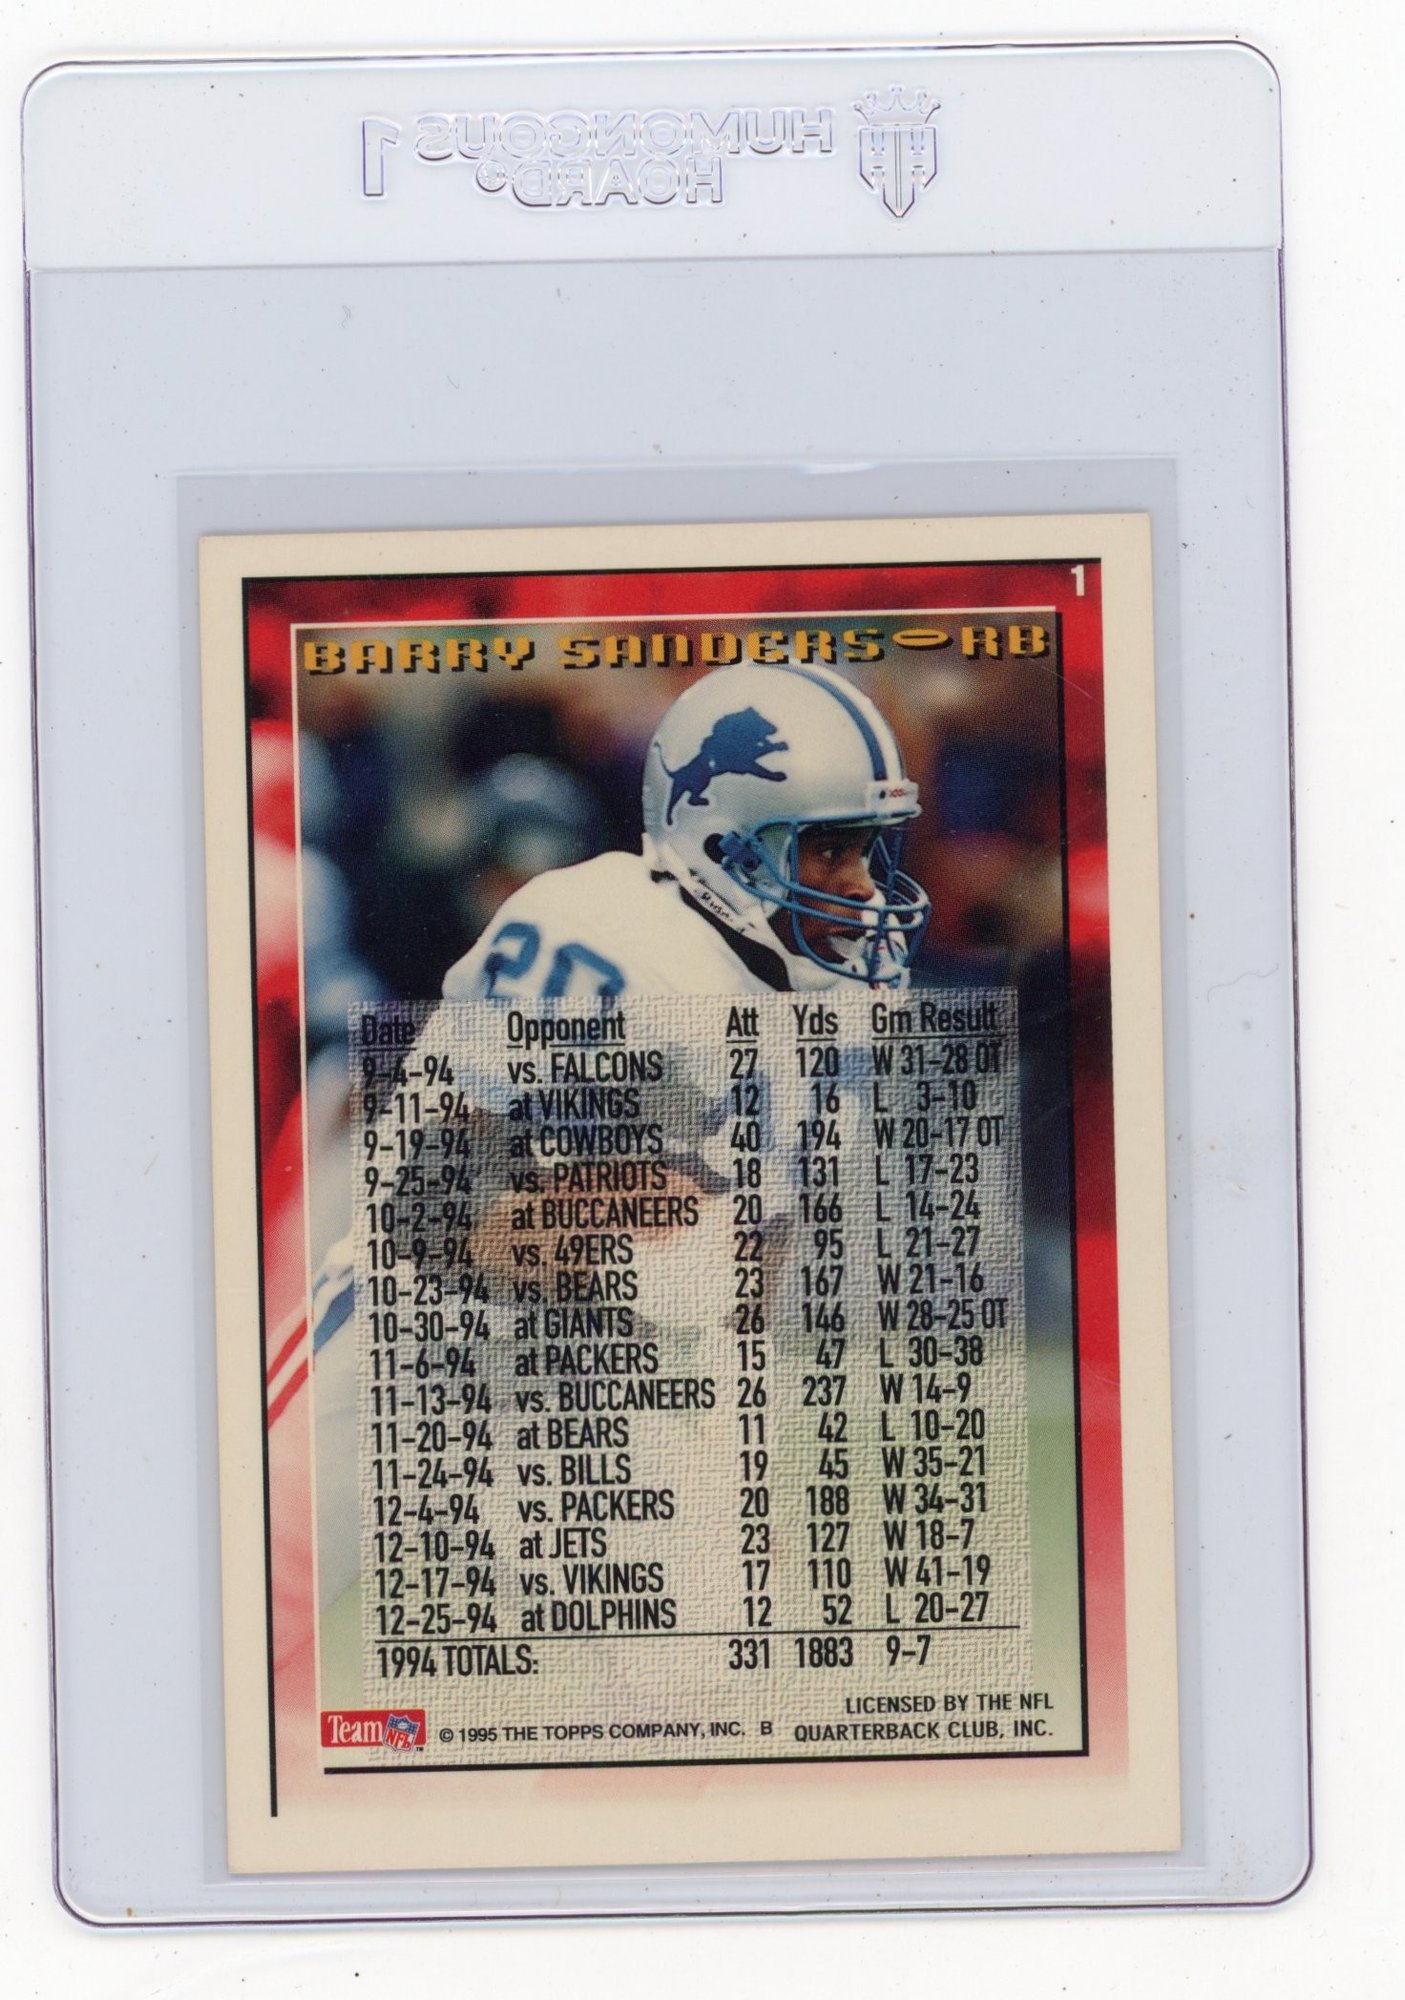 HUMONGOUS 1
HOARD®
1
BARRY SANDERS RB
20
Date Opponent Att Yds Gm Result
9-4-94 vs. FALCONS 27 120 W 31-28 OT
9-11-94 at VIKINGS 12 16 L 3-10
9-19-94 at COWBOYS 40 194 W 20-17 OT
9-25-94 vs. PATRIOTS 18 131 L 17-23
10-2-94 at BUCCANEERS 20 166 L 14-24
10-9-94 vs. 49ERS 22 95 L 21-27
10-23-94 vs. BEARS 23 167 W 21-16
10-30-94 at GIANTS 26 146 W 28-25 OT
11-6-94 at PACKERS 15 47 L 30-38
11-13-94 vs. BUCCANEERS 26 237 W 14-9
11-20-94 at BEARS 11 42 L 10-20
11-24-94 vs. BILLS 19 45 W 35-21
12-4-94 vs. PACKERS 20 188 W 34-31
12-10-94 at JETS 23 127 W 18-7
12-17-94 vs. VIKINGS 17 110 W 41-19
12-25-94 at DOLPHINS 12 52 L 20-27
1994 TOTALS: 331 1883 9-7
Team NFL ™ © 1995 THE TOPPS COMPANY, INC. B
LICENSED BY THE NFL
QUARTERBACK CLUB, INC.